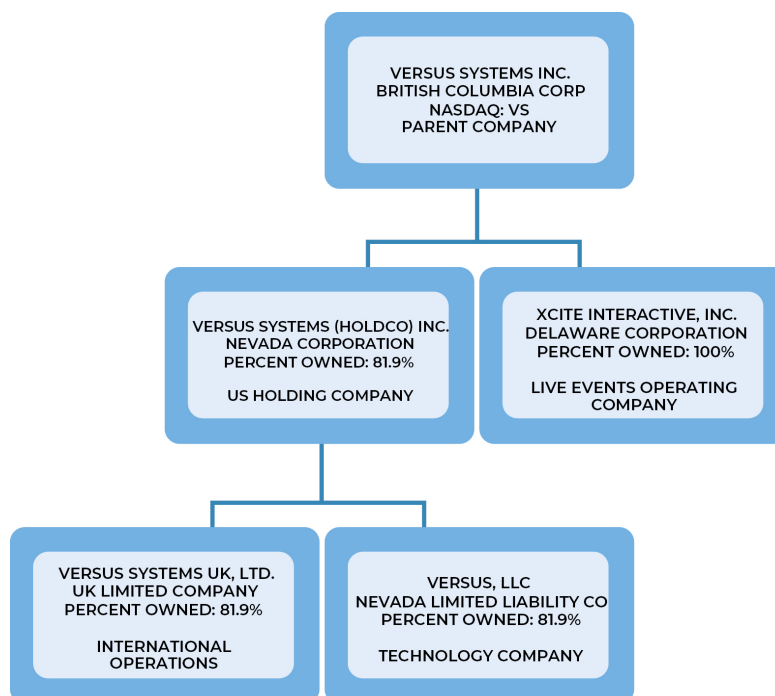 VERSUS SYSTEMS INC.
BRITISH COLUMBIA CORP
NASDAQ: VS
PARENT COMPANY
VERSUS SYSTEMS (HOLDCO) INC.
NEVADA CORPORATION
PERCENT OWNED: 81.9%
US HOLDING COMPANY
XCITE INTERACTIVE, INC.
DELAWARE CORPORATION
PERCENT OWNED: 100%
LIVE EVENTS OPERATING
COMPANY
VERSUS SYSTEMS UK, LTD.
UK LIMITED COMPANY
PERCENT OWNED: 81.9%
INTERNATIONAL
OPERATIONS
VERSUS, LLC
NEVADA LIMITED LIABILITY CO
PERCENT OWNED: 81.9%
TECHNOLOGY COMPANY